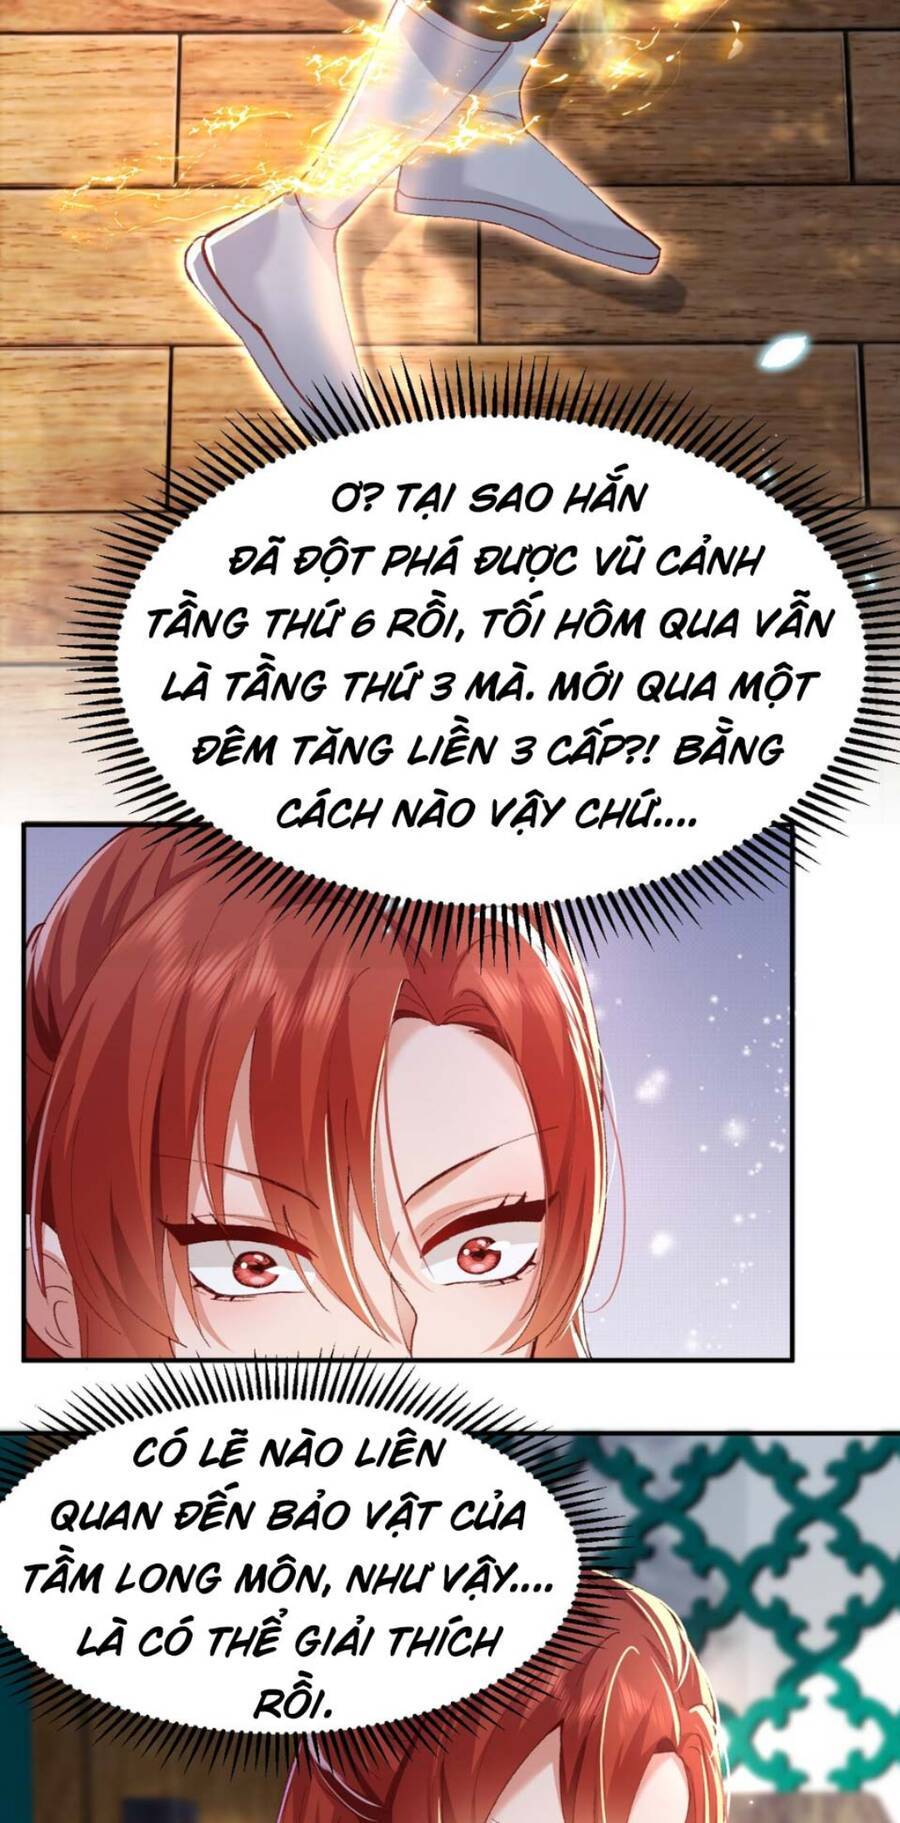 Ơ? TẠI SAO HẮN
ĐÃ ĐỘT PHÁ ĐƯỢC VŨ CẢNH
TẦNG THỨ 6 RỒI, TỐI HÔM QUA VẪN
LÀ TẦNG THỨ 3 MÀ. MỚI QUA MỘT
ĐÊM TĂNG LIỀN 3 CẤP?! BẰNG
CÁCH NÀO VẬY CHỨ....
CÓ LẼ NÀO LIÊN
QUAN ĐẾN BẢO VẬT CỦA
TẦM LONG MÔN, NHƯ VẬY....
LÀ CÓ THỂ GIẢI THÍCH
RỒI.